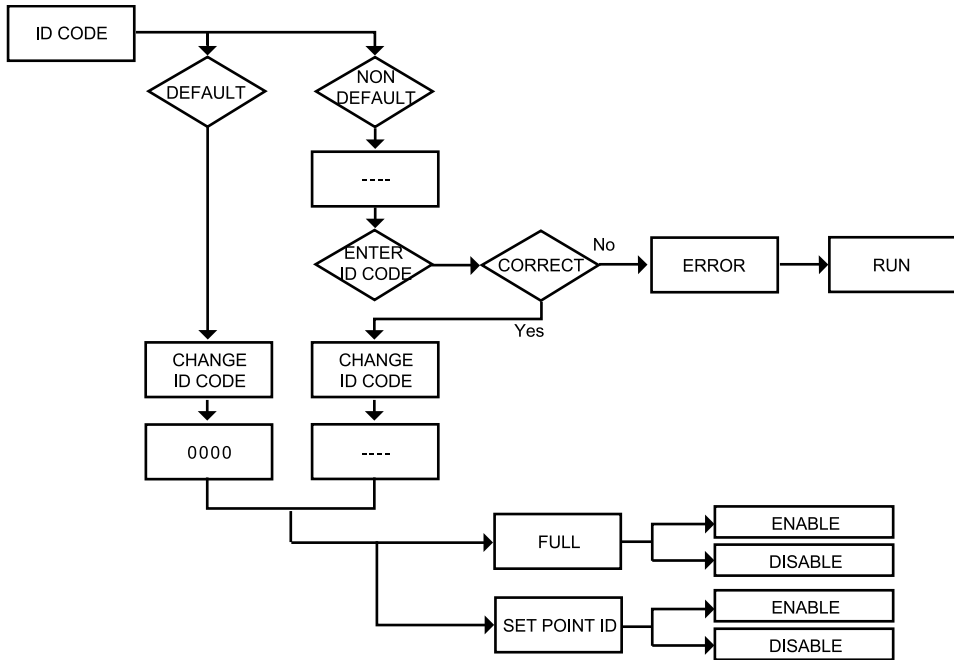 ID CODE
DEFAULT
NON
DEFAULT
----
ENTER
ID CODE
CORRECT
No
ERROR
RUN
Yes
CHANGE
ID CODE
CHANGE
ID CODE
0000
----
FULL
ENABLE
DISABLE
SET POINT ID
ENABLE
DISABLE